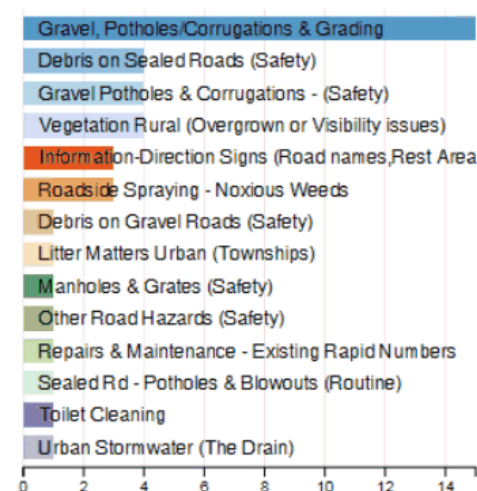 Gravel, Potholes/Corrugations & Grading
Debris on Sealed Roads (Safety)
Gravel Potholes & Corrugations - (Safety)
Vegetation Rural (Overgrown or Visibility issues)
Information-Direction Signs (Road names,Rest Area
Roadside Spraying - Noxious Weeds
Debris on Gravel Roads (Safety)
Litter Matters Urban (Townships)
Manholes & Grates (Safety)
Other Road Hazards (Safety)
Repairs & Maintenance - Existing Rapid Numbers
Sealed Rd - Potholes & Blowouts (Routine)
Toilet Cleaning
Urban Stormwater (The Drain)
0 2 4 6 8 10 12 14